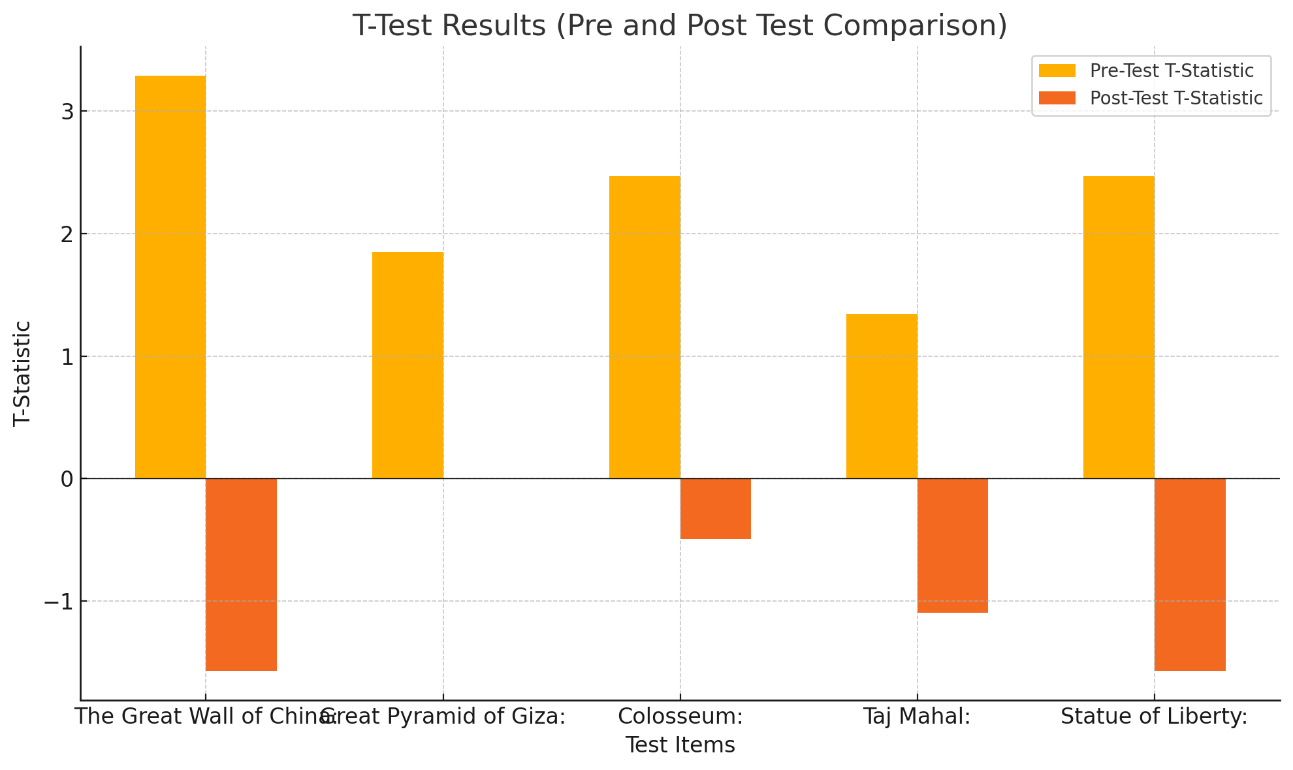 T-Test Results (Pre and Post Test Comparison)
Pre-Test T-Statistic
Post-Test T-Statistic
T-Statistic
3
2
1
0
−1
The Great Wall of China:
Great Pyramid of Giza:
Colosseum:
Taj Mahal:
Statue of Liberty:
Test Items